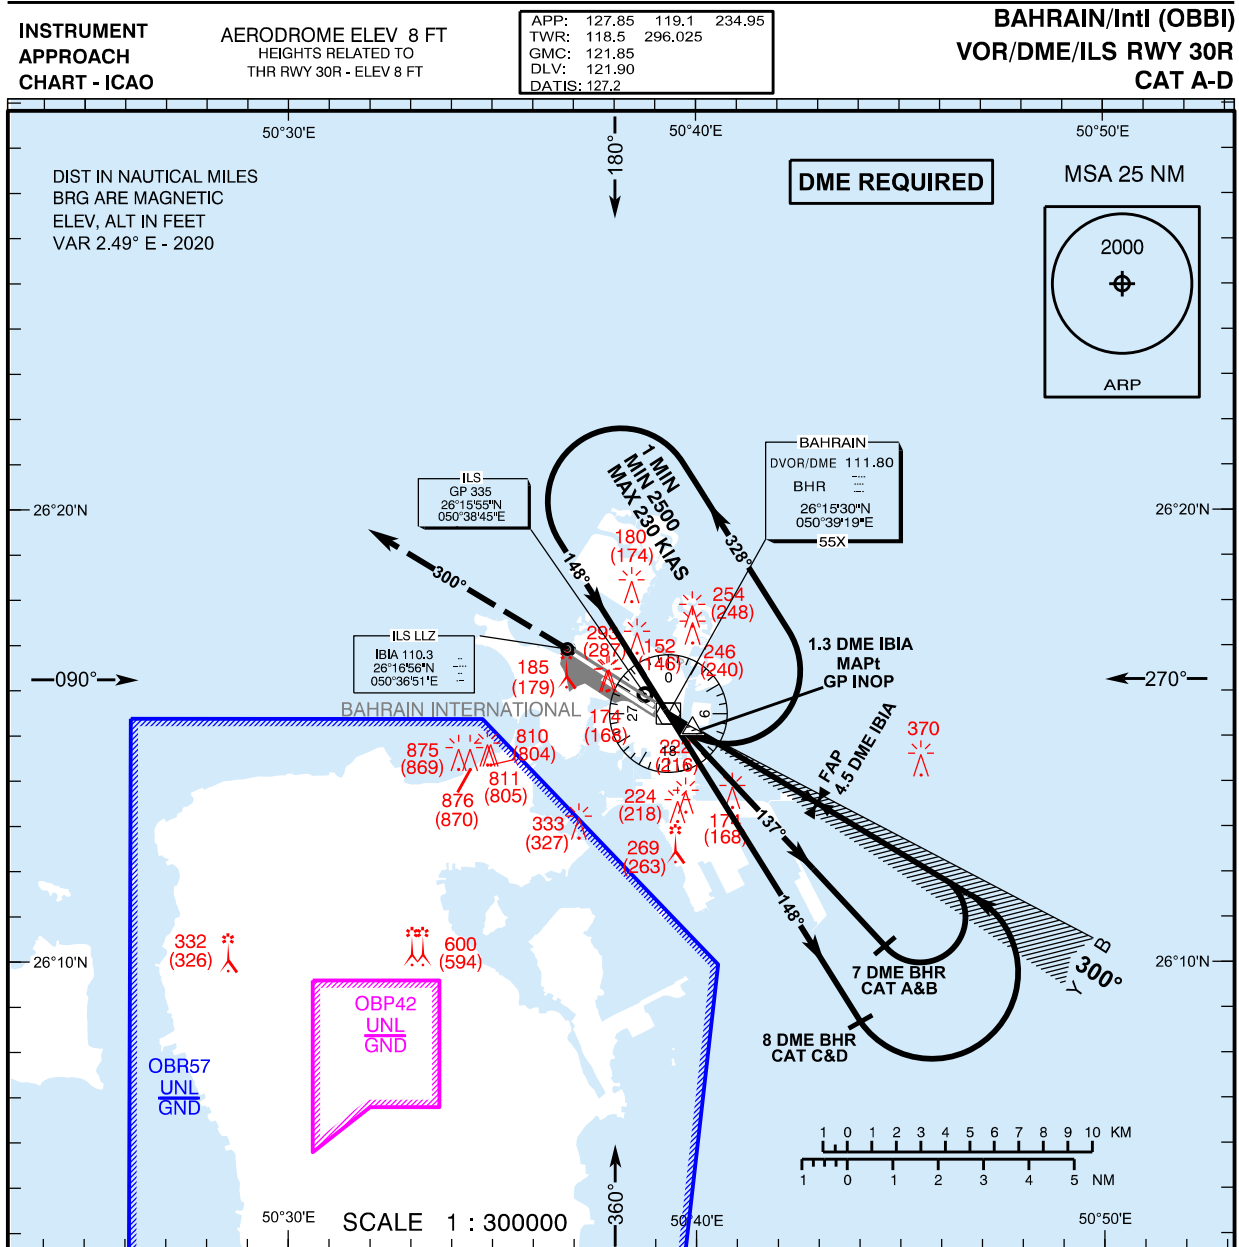 INSTRUMENT
APPROACH
CHART - ICAO
AERODROME ELEV 8 FT
HEIGHTS RELATED TO
THR RWY 30R - ELEV 8 FT
APP: 127.85 119.1 234.95
TWR: 118.5 296.025
GMC: 121.85
DLV: 121.90
DATIS: 127.2
BAHRAIN/Intl (OBBI)
VOR/DME/ILS RWY 30R
CAT A-D
50°30'E
50°40'E
50°50'E
180°
DIST IN NAUTICAL MILES
BRG ARE MAGNETIC
ELEV, ALT IN FEET
VAR 2.49° E - 2020
DME REQUIRED
MSA 25 NM
2000
ARP
ILS
GP 335
26°15'55"N
050°38'45"E
1 MIN
MIN 2500
MAX 230 KIAS
BAHRAIN
DVOR/DME 111.80
BHR
26°15'30"N
050°39'19"E
55X
26°20'N
26°20'N
180
(174)
328°
148°
300°
254
(248)
ILS LLZ
IBIA 110.3
26°16'56"N
050°36'51"E
293
(287)
152
(146)
246
(240)
1.3 DME IBIA
MAPt
GP INOP
185
(179)
090°
270°
0
6
18
27
BAHRAIN INTERNATIONAL
174
(168)
370
FAP
4.5 DME IBIA
875
(869)
810
(804)
811
(805)
876
(870)
222
(216)
224
(218)
174
(168)
333
(327)
269
(263)
137°
148°
332
(326)
600
(594)
26°10'N
26°10'N
B
300°
Y
7 DME BHR
CAT A&B
8 DME BHR
CAT C&D
OBP42
UNL
GND
OBR57
UNL
GND
1 0 1 2 3 4 5 6 7 8 9 10 KM
1 0 1 2 3 4 5 NM
360°
50°30'E
SCALE 1 : 300000
50°40'E
50°50'E